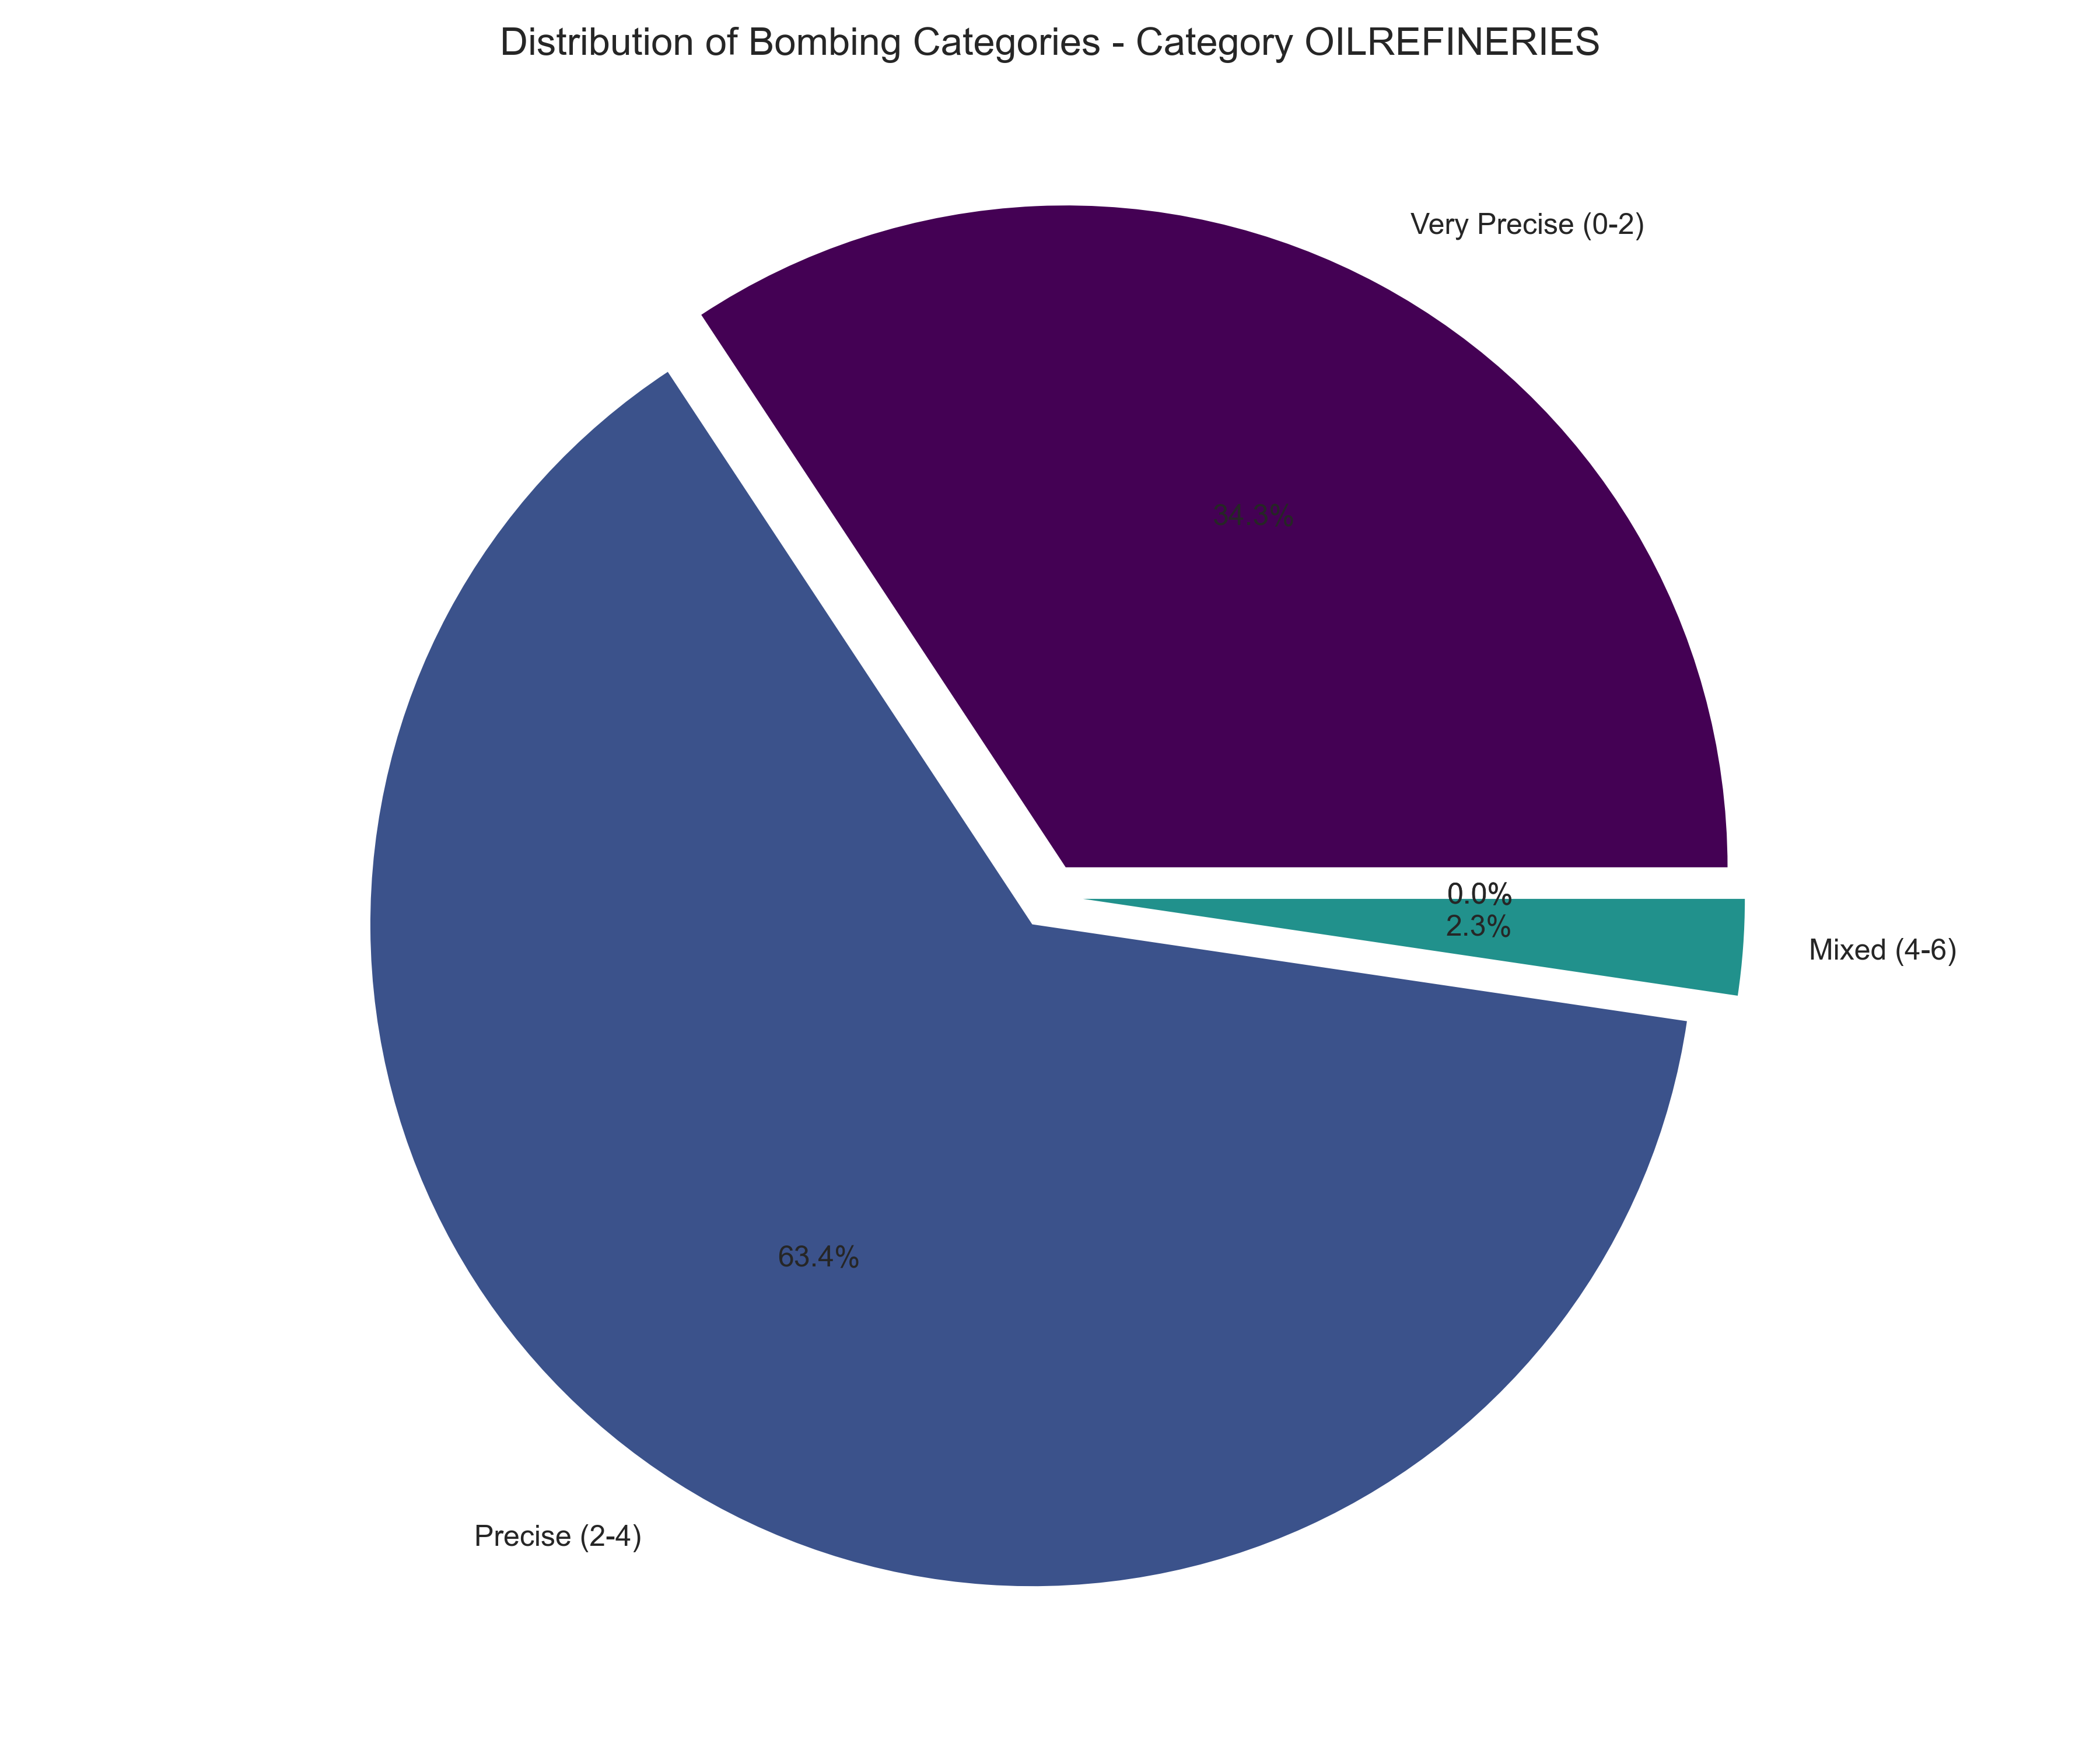 Distribution of Bombing Categories - Category OILREFINERIES
Very Precise (0-2)
34.3%
0.0%
2.3%
Mixed (4-6)
63.4%
Precise (2-4)